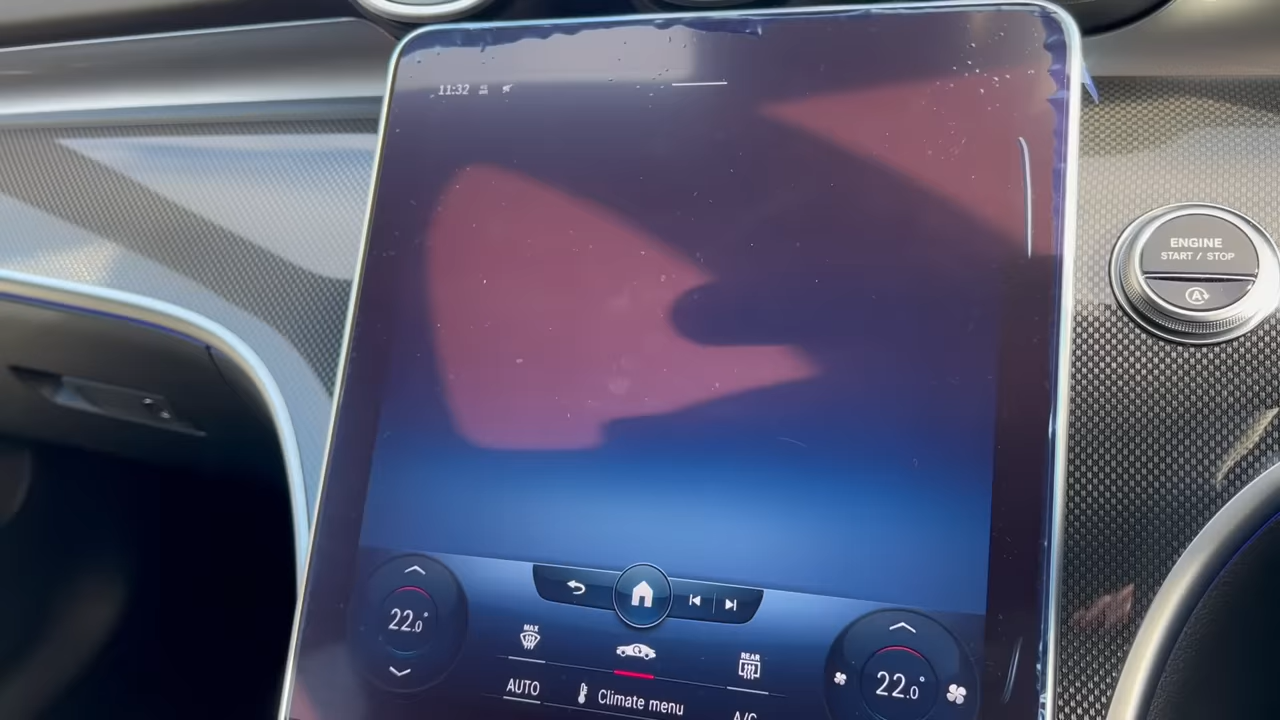 11:32
ENGINE
START / STOP
A
22.0°
MAX
REAR
22.0°
AUTO
Climate menu
A/C